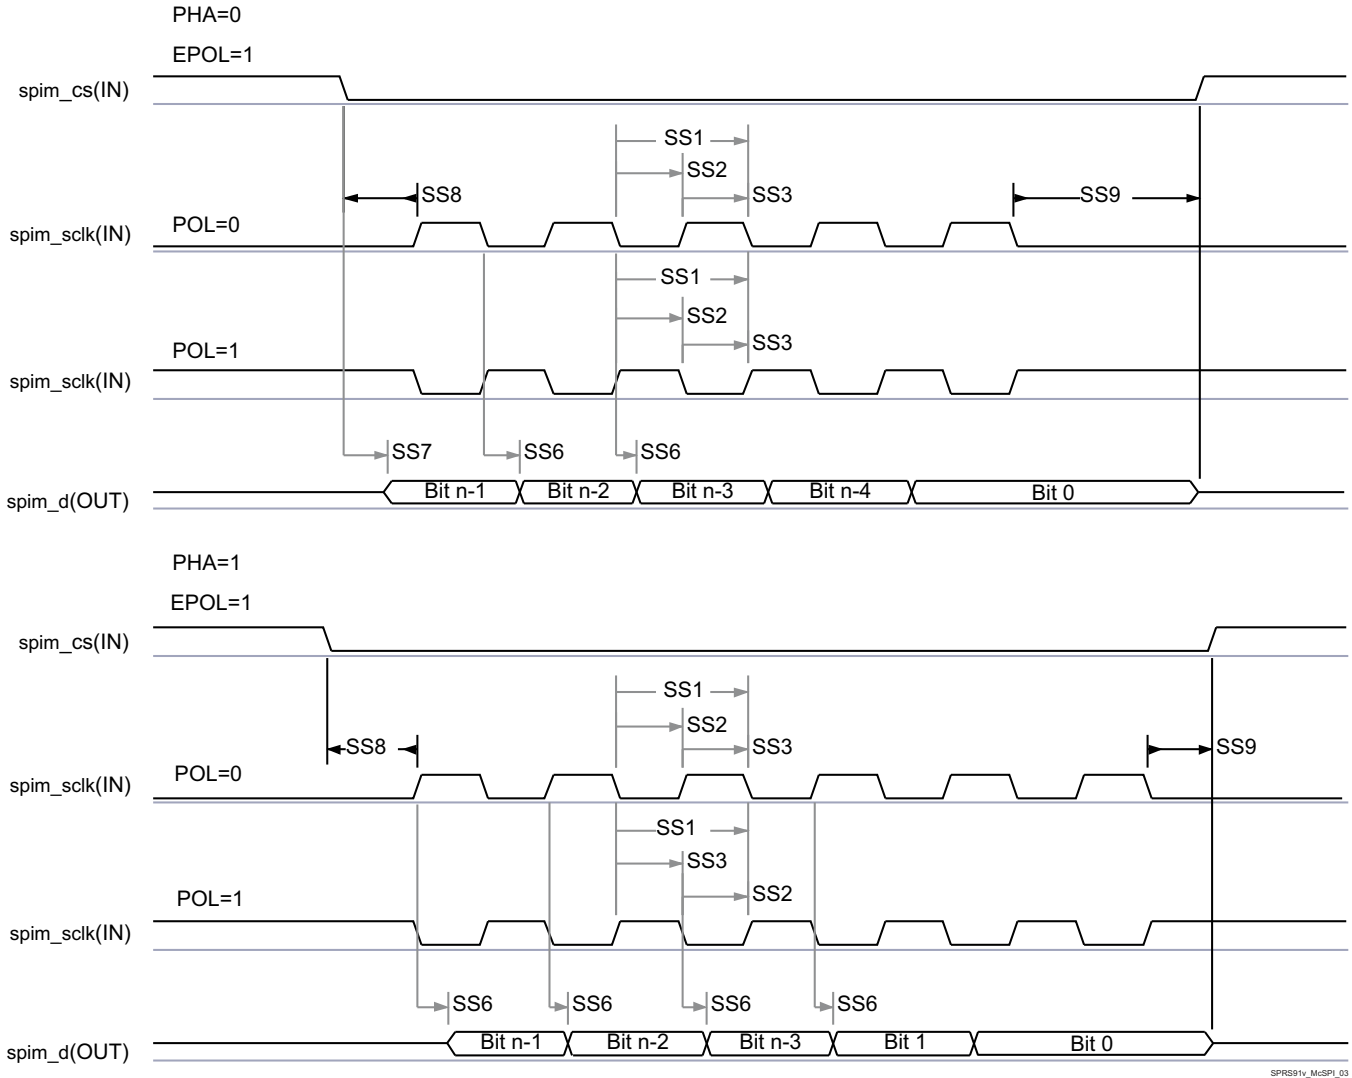 PHA=0
EPOL=1
spim_cs(IN)
SS1
SS2
SS8
SS3
SS9
POL=0
spim_sclk(IN)
SS1
SS2
SS3
POL=1
spim_sclk(IN)
SS7
SS6
SS6
Bit n-1
Bit n-2
Bit n-3
Bit n-4
Bit 0
spim_d(OUT)
PHA=1
EPOL=1
spim_cs(IN)
SS1
SS2
SS8
SS3
SS9
POL=0
spim_sclk(IN)
SS1
SS3
SS2
POL=1
spim_sclk(IN)
SS6
SS6
SS6
SS6
Bit n-1
Bit n-2
Bit n-3
Bit 1
Bit 0
spim_d(OUT)
SPRS91v_McSPI_03